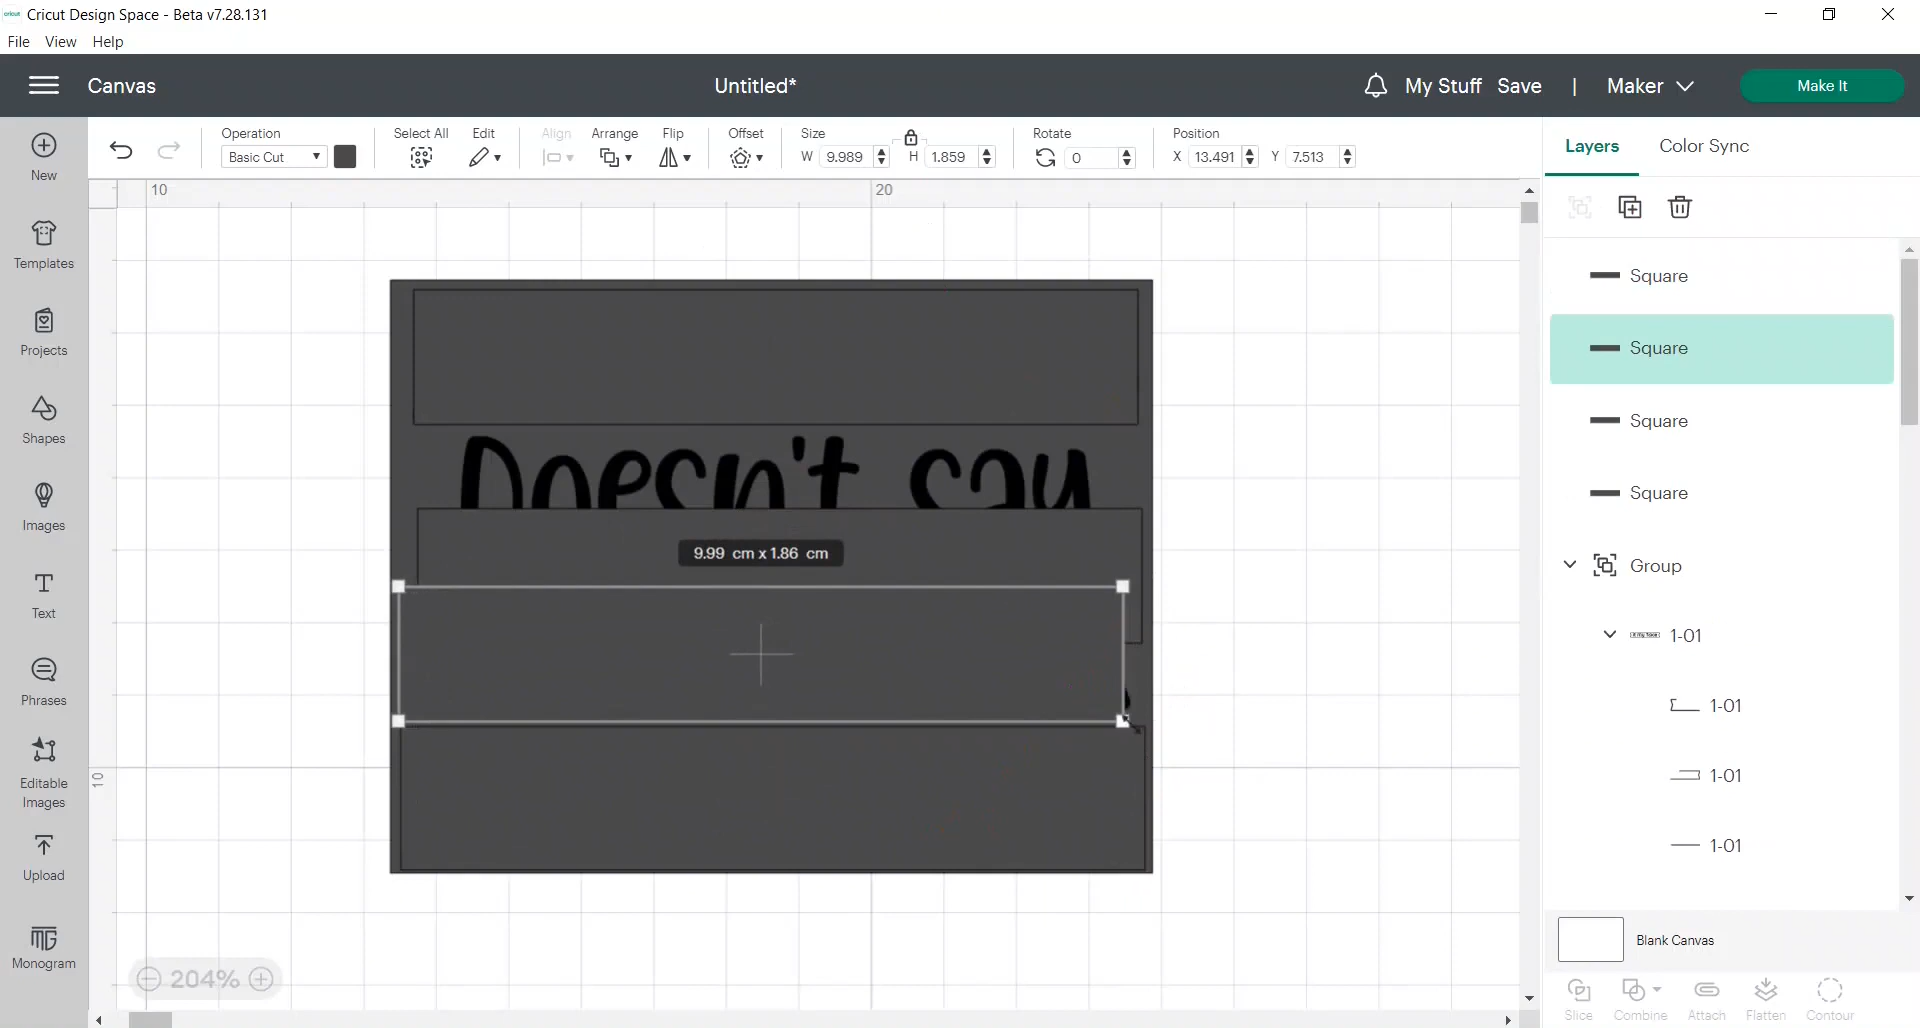 cricut Cricut Design Space - Beta v7.28.131
File View Help
Canvas Untitled* My Stuff Save | Maker Make It
Operation Select All Edit Align Arrange Flip Offset Size Rotate Position
Basic Cut W 9.989 H 1.859 0 X 13.491 Y 7.513
Layers Color Sync
New
Templates
Projects
Shapes
Images
Text
Phrases
Editable
Images
Upload
Monogram
10 20
10
Doesn't say
9.99 cm x 1.86 cm
204%
Square
Square
Square
Square
Group
1-01
1-01
1-01
1-01
Blank Canvas
Slice Combine Attach Flatten Contour